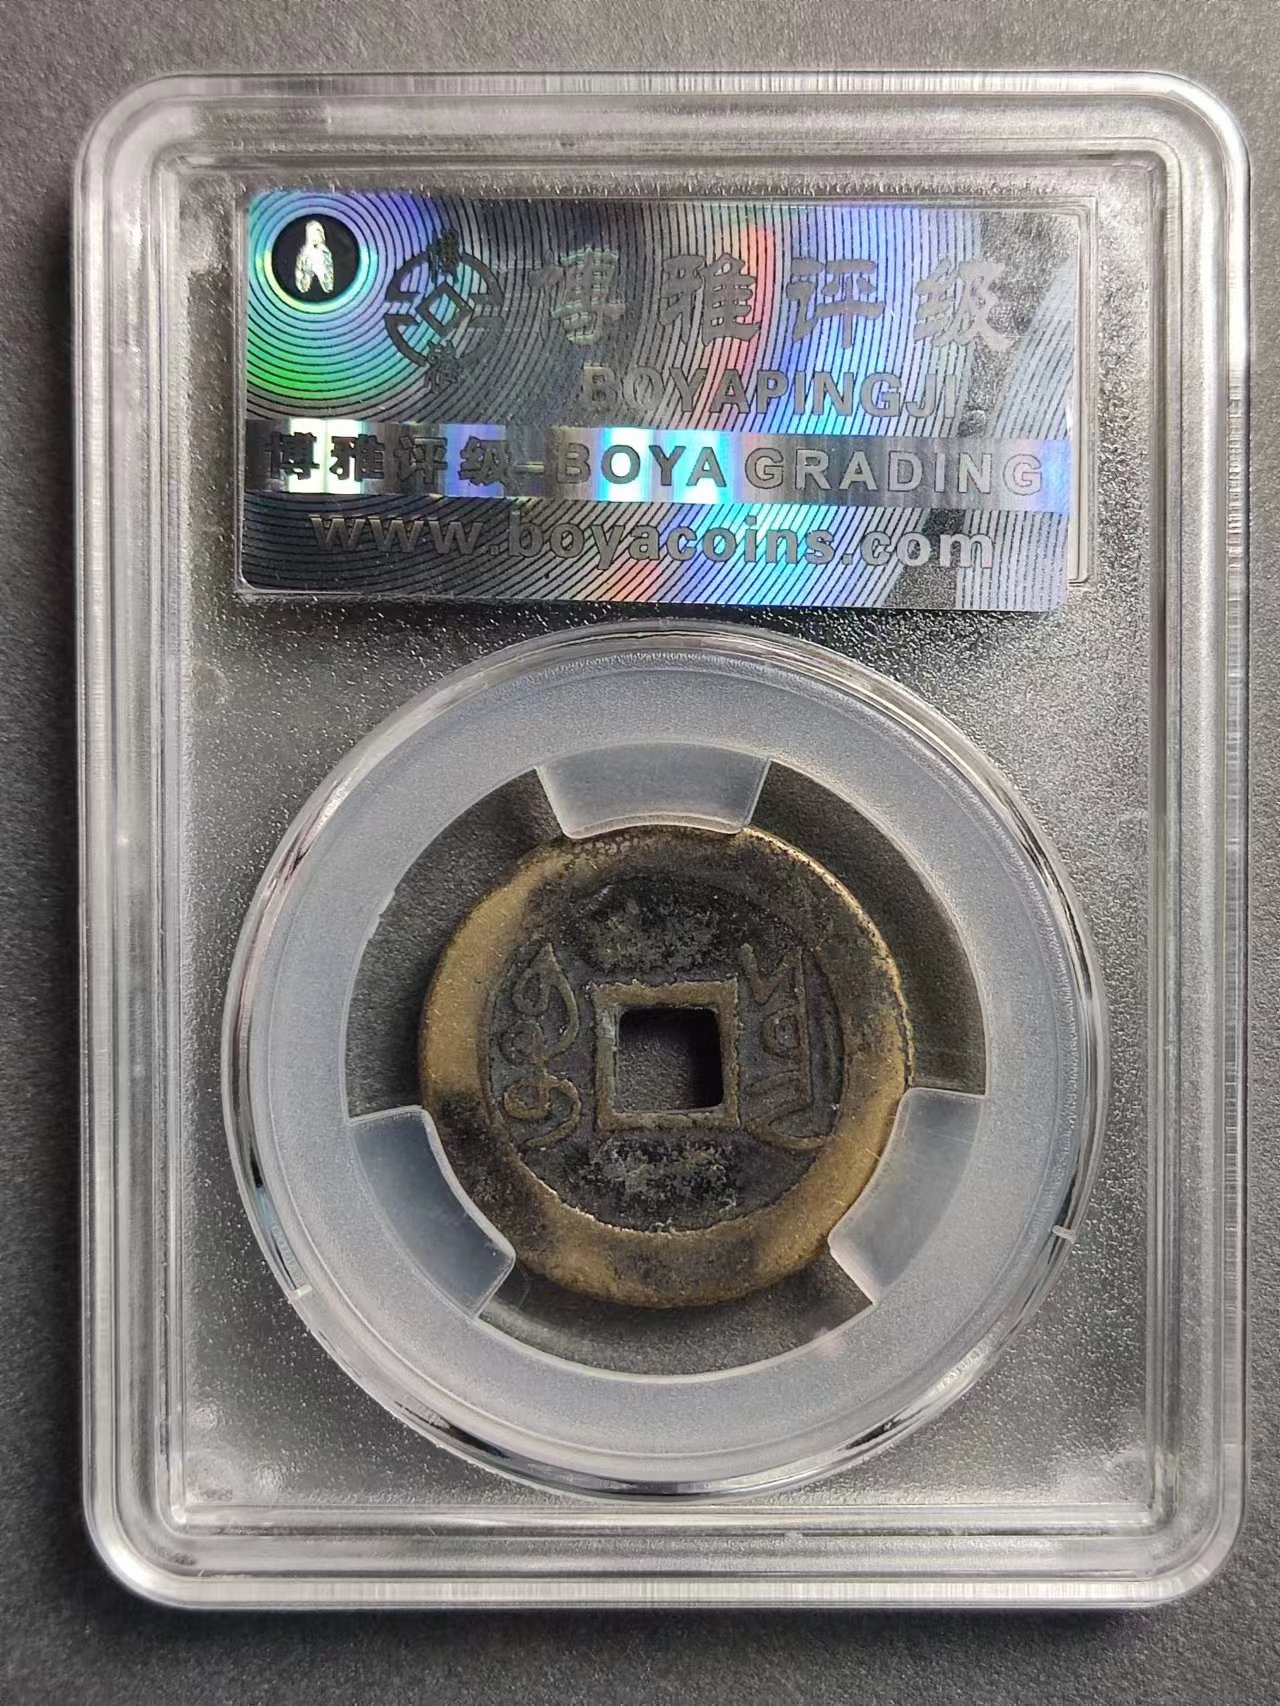 博雅评级
BOYAPINGJI
博雅评级-BOYA GRADING
www.boyacoins.com